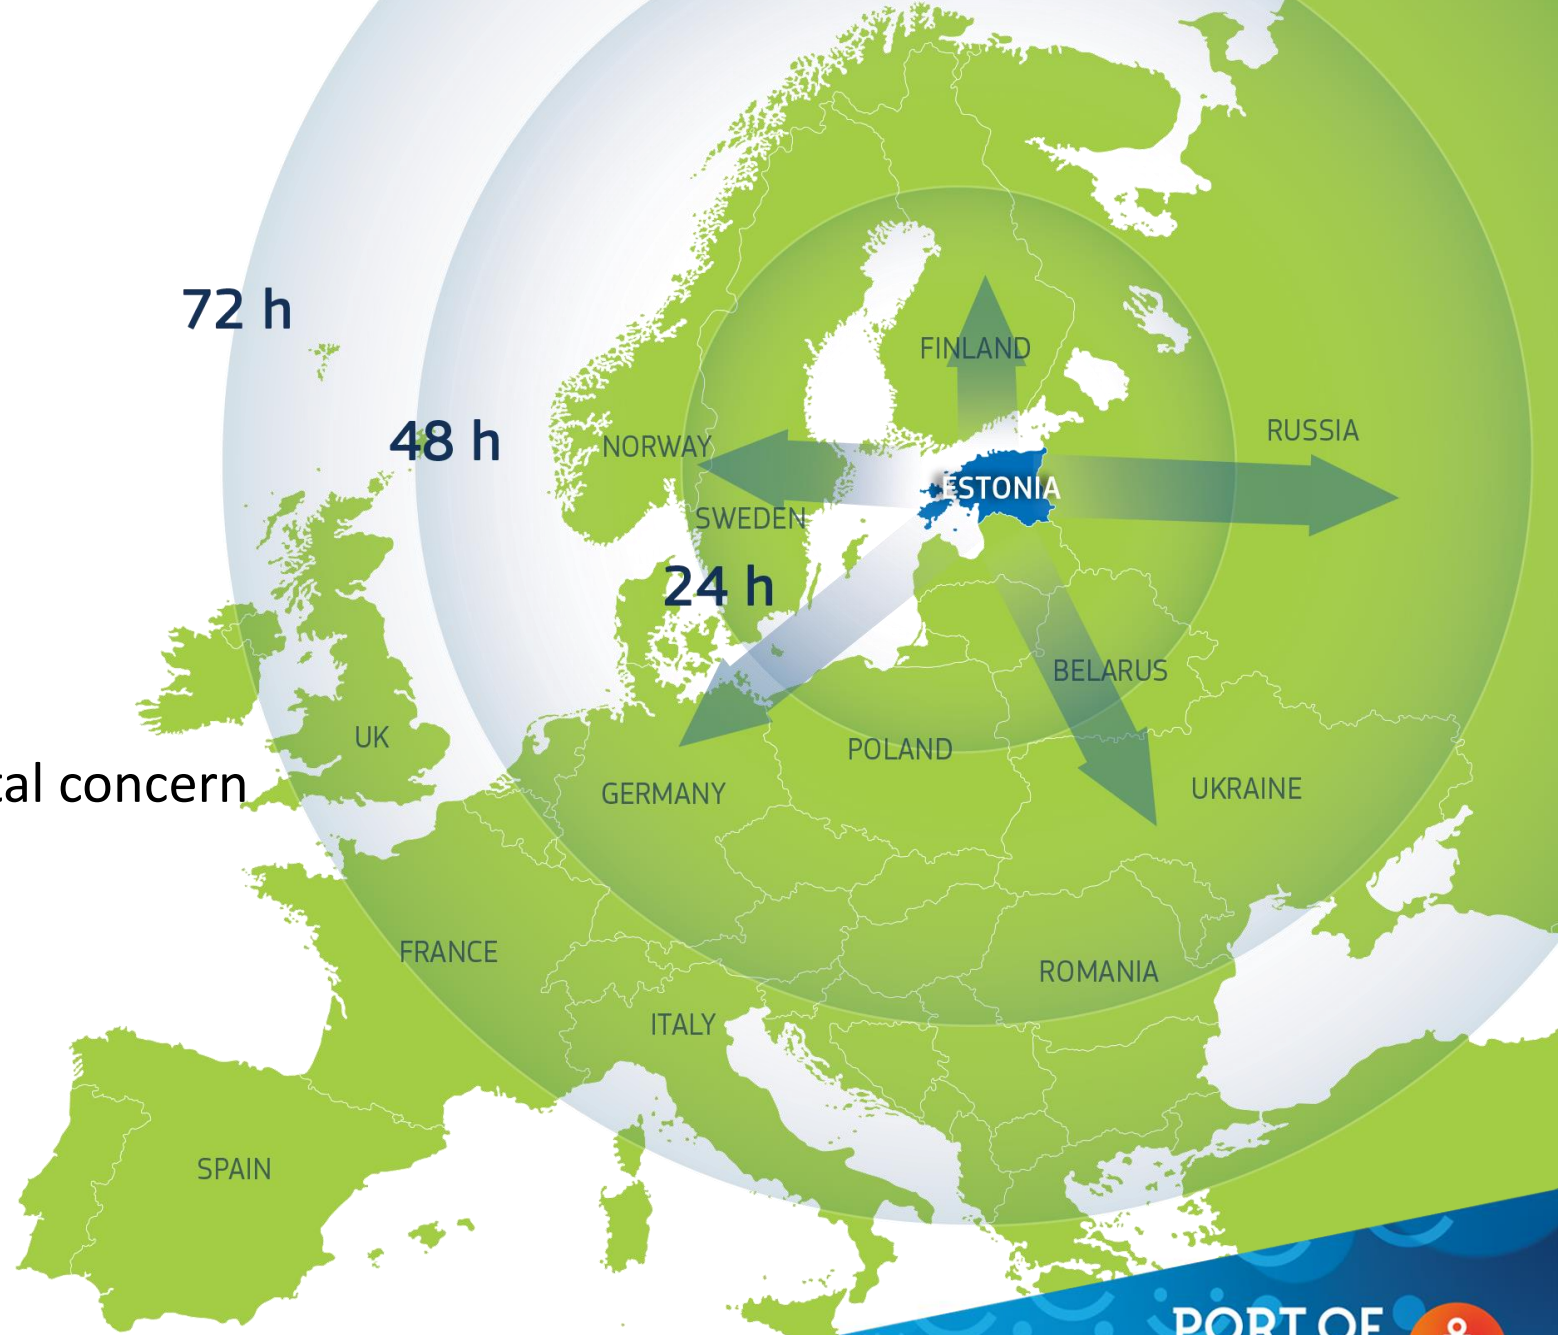 72 h
FINLAND
RUSSIA
48 h
NORWAY
ESTONIA
SWEDEN
24 h
BELARUS
UK
POLAND
tal concern
GERMANY
UKRAINE
FRANCE
ROMANIA
ITALY
SPAIN
PORT OF